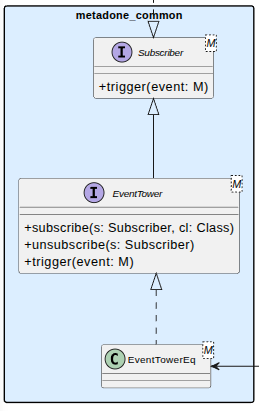 metadone_common
I Subscriber M
+trigger(event: M)
I EventTower M
+subscribe(s: Subscriber, cl: Class)
+unsubscribe(s: Subscriber)
+trigger(event: M)
C EventTowerEq M